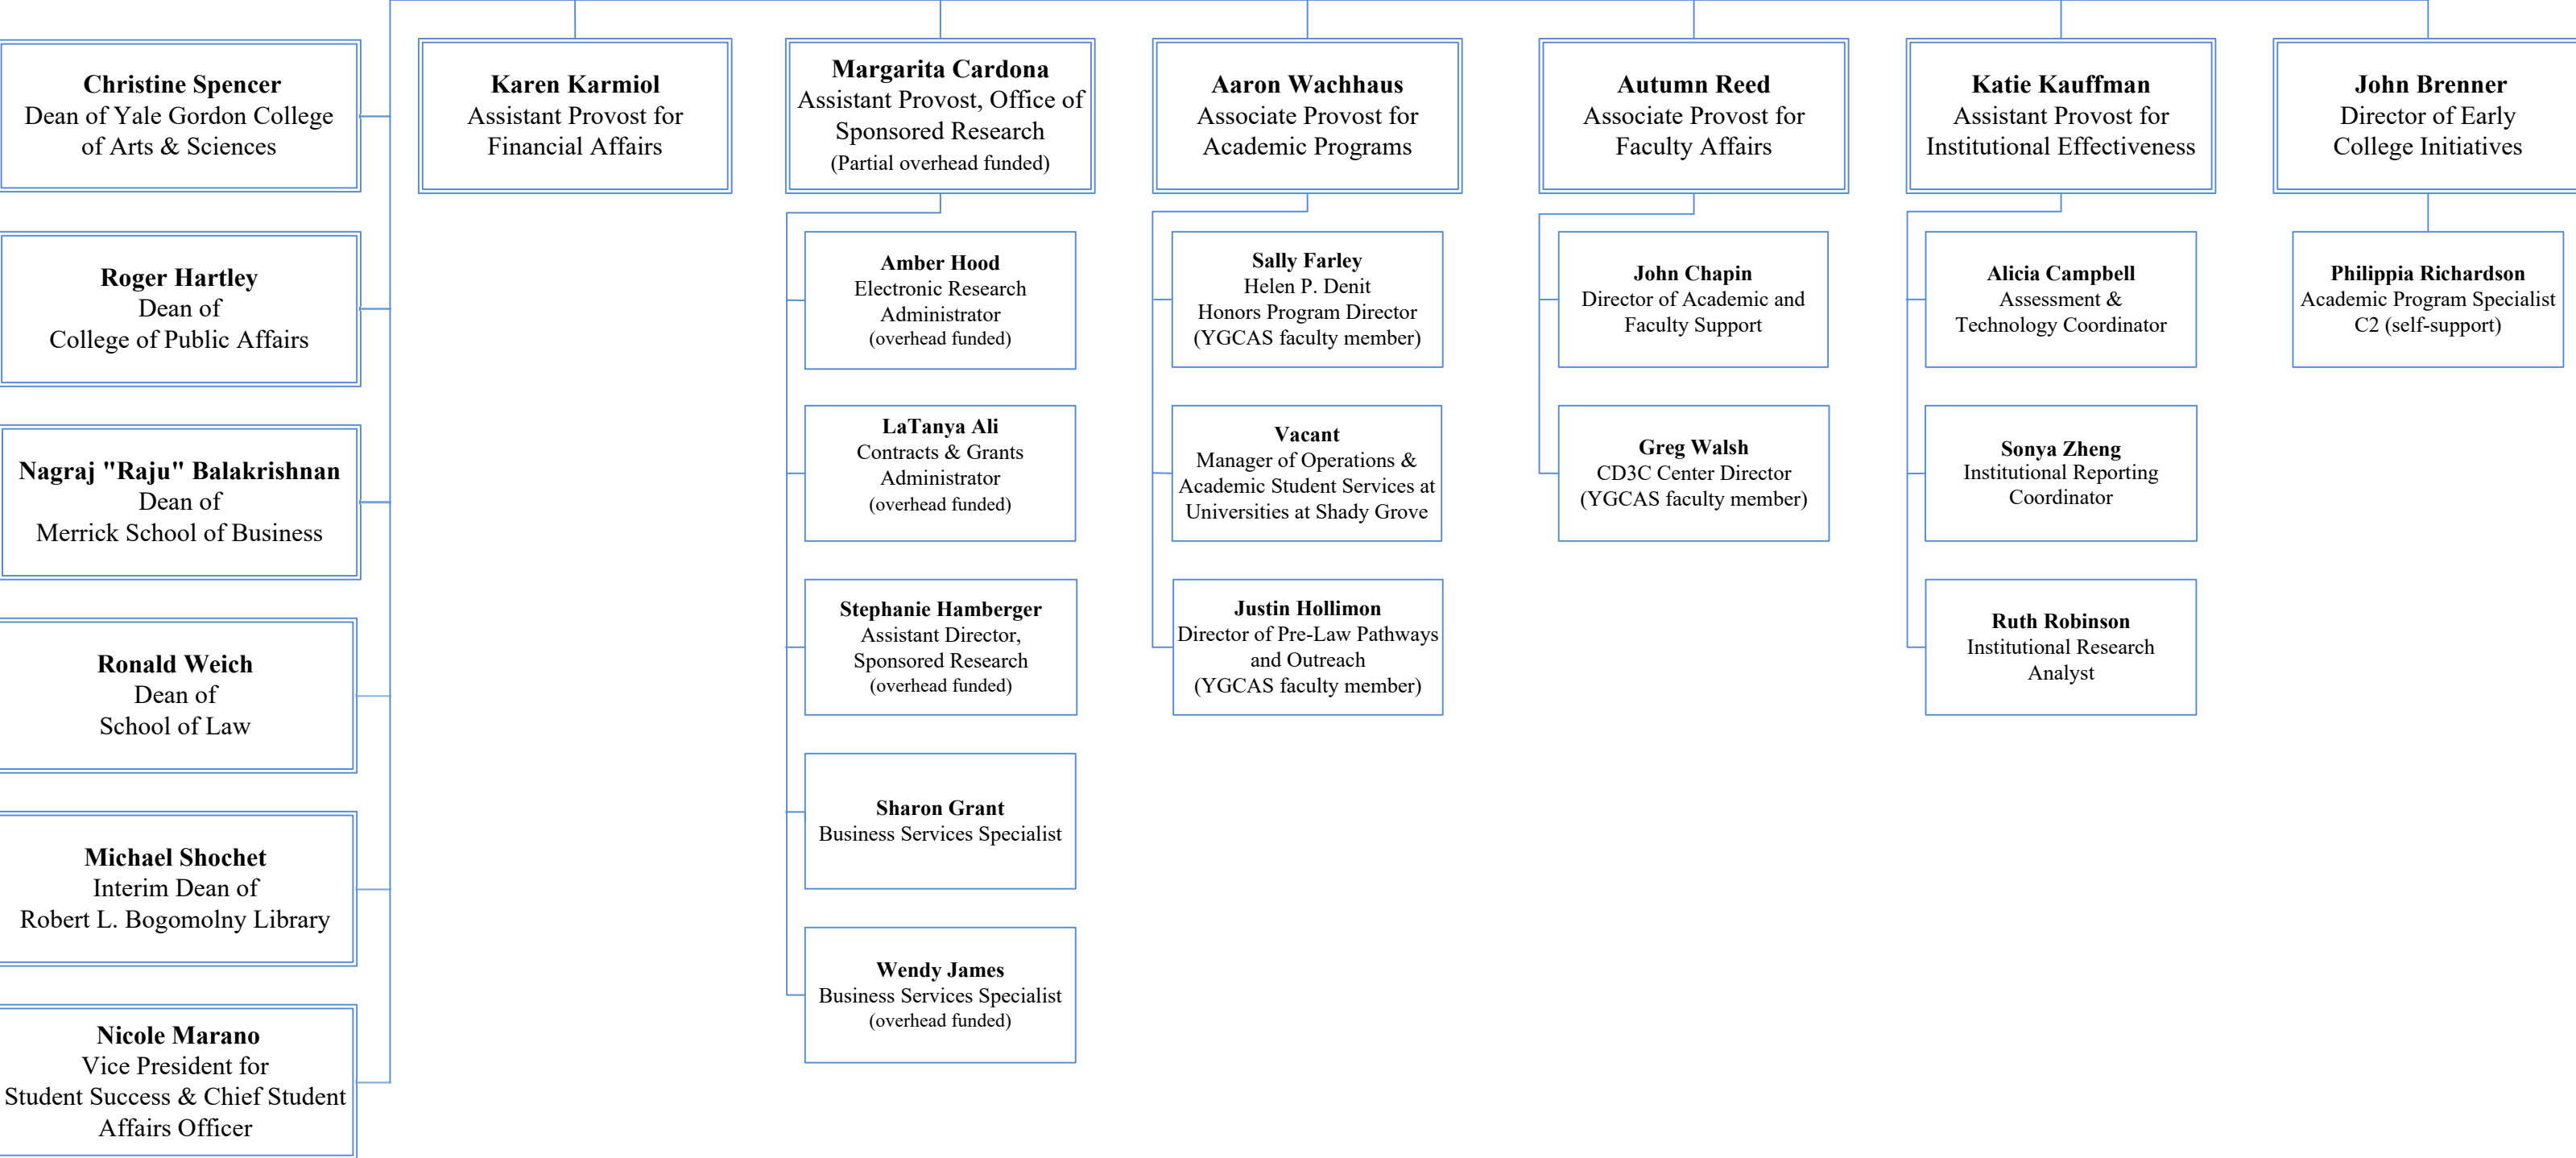 Christine Spencer
Dean of Yale Gordon College
of Arts & Sciences
Karen Karmiol
Assistant Provost for
Financial Affairs
Margarita Cardona
Assistant Provost, Office of
Sponsored Research
(Partial overhead funded)
Aaron Wachhaus
Associate Provost for
Academic Programs
Autumn Reed
Associate Provost for
Faculty Affairs
Katie Kauffman
Assistant Provost for
Institutional Effectiveness
John Brenner
Director of Early
College Initiatives
Roger Hartley
Dean of
College of Public Affairs
Nagraj "Raju" Balakrishnan
Dean of
Merrick School of Business
Ronald Weich
Dean of
School of Law
Michael Shochet
Interim Dean of
Robert L. Bogomolny Library
Nicole Marano
Vice President for
Student Success & Chief Student
Affairs Officer
Amber Hood
Electronic Research
Administrator
(overhead funded)
LaTanya Ali
Contracts & Grants
Administrator
(overhead funded)
Stephanie Hamberger
Assistant Director,
Sponsored Research
(overhead funded)
Sharon Grant
Business Services Specialist
Wendy James
Business Services Specialist
(overhead funded)
Sally Farley
Helen P. Denit
Honors Program Director
(YGCAS faculty member)
Vacant
Manager of Operations &
Academic Student Services at
Universities at Shady Grove
Justin Hollimon
Director of Pre-Law Pathways
and Outreach
(YGCAS faculty member)
John Chapin
Director of Academic and
Faculty Support
Greg Walsh
CD3C Center Director
(YGCAS faculty member)
Alicia Campbell
Assessment &
Technology Coordinator
Sonya Zheng
Institutional Reporting
Coordinator
Ruth Robinson
Institutional Research
Analyst
Philippia Richardson
Academic Program Specialist
C2 (self-support)